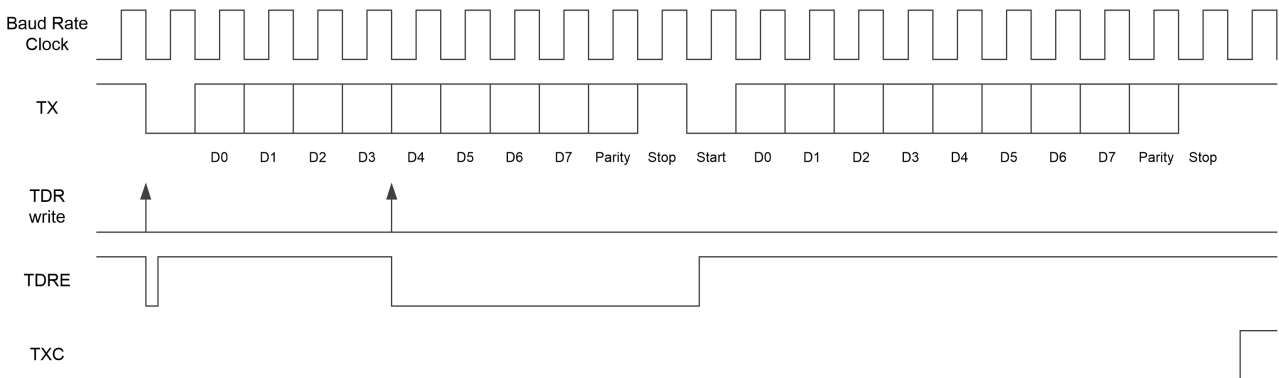 Baud Rate
Clock
TX
D0 D1 D2 D3 D4 D5 D6 D7 Parity Stop Start D0 D1 D2 D3 D4 D5 D6 D7 Parity Stop
TDR
write
TDRE
TXC